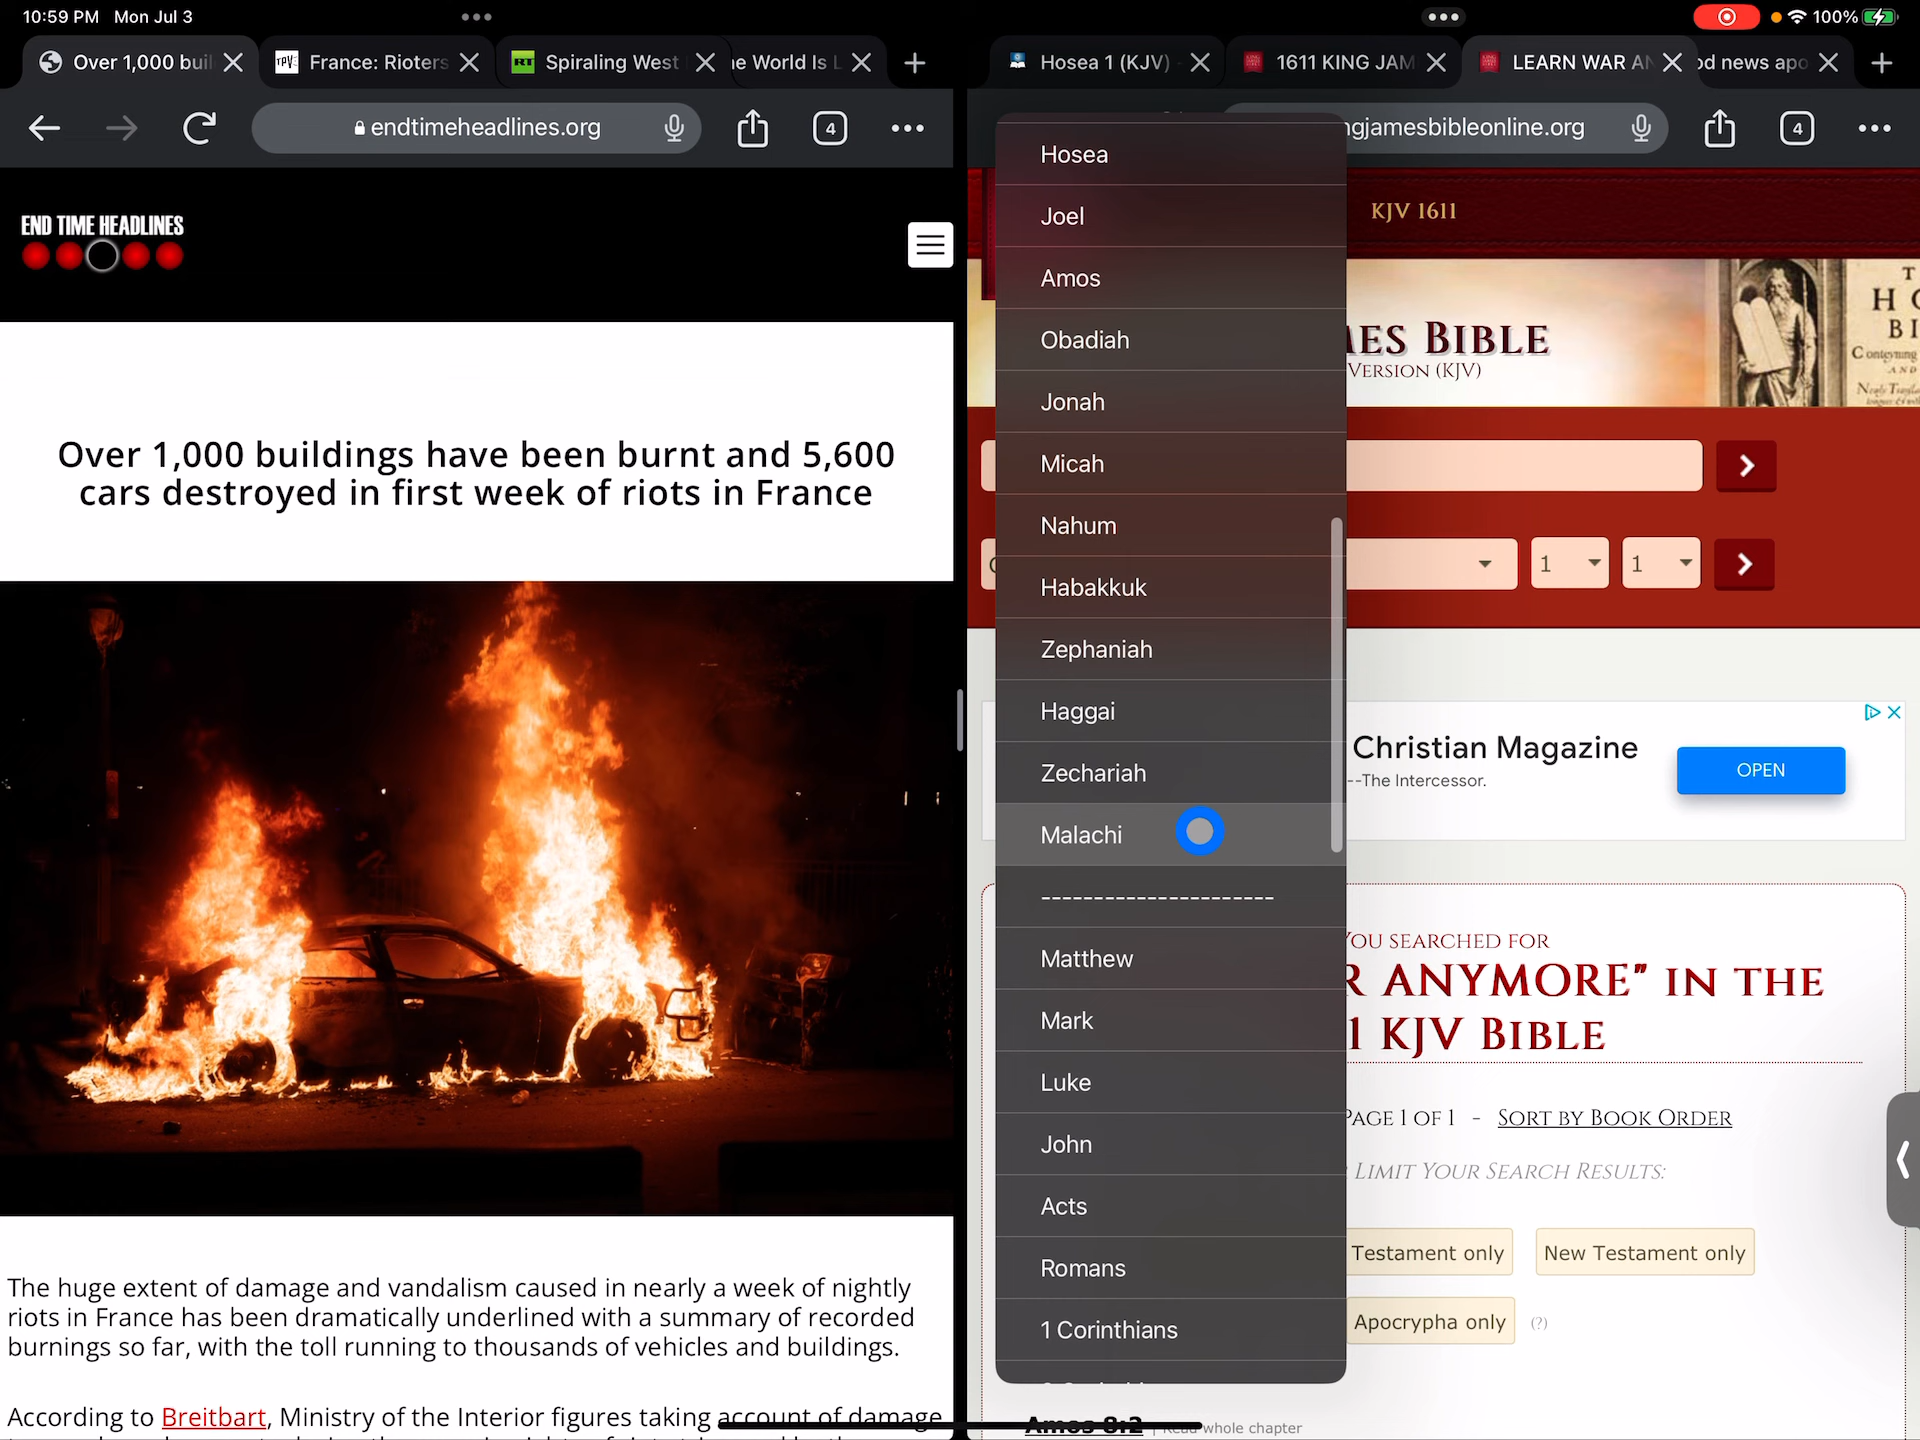 10:59 PM Mon Jul 3
100%
Over 1,000 buil
France: Rioters
RT Spiraling West
e World Is L
Hosea 1 (KJV) -
1611 KING JAM
LEARN WAR AN
od news apo
endtimeheadlines.org
4
ngjamesbibleonline.org
4
END TIME HEADLINES
Over 1,000 buildings have been burnt and 5,600
cars destroyed in first week of riots in France
The huge extent of damage and vandalism caused in nearly a week of nightly
riots in France has been dramatically underlined with a summary of recorded
burnings so far, with the toll running to thousands of vehicles and buildings.
According to Breitbart, Ministry of the Interior figures taking account of damage
Hosea
Joel
Amos
Obadiah
Jonah
Micah
Nahum
Habakkuk
Zephaniah
Haggai
Zechariah
Malachi
----------------------
Matthew
Mark
Luke
John
Acts
Romans
1 Corinthians
KJV 1611
MES BIBLE
VERSION (KJV)
T
H O
B I
Conteyning
AND
1
1
Christian Magazine
--The Intercessor.
OPEN
YOU SEARCHED FOR
R ANYMORE" IN THE
1 KJV BIBLE
PAGE 1 OF 1 - SORT BY BOOK ORDER
LIMIT YOUR SEARCH RESULTS:
Testament only
New Testament only
Apocrypha only
(?)
Amos 8:2 | Read whole chapter